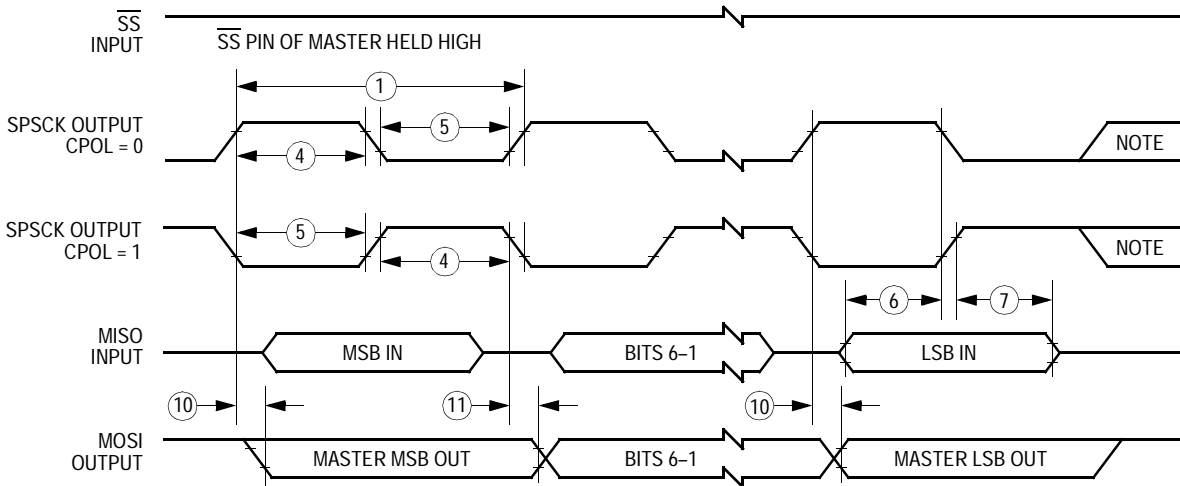 SS
INPUT
SS PIN OF MASTER HELD HIGH
1
SPSCK OUTPUT
CPOL = 0
5
4
NOTE
SPSCK OUTPUT
CPOL = 1
5
4
NOTE
6
7
MISO
INPUT
MSB IN
BITS 6–1
LSB IN
10
11
10
MOSI
OUTPUT
MASTER MSB OUT
BITS 6–1
MASTER LSB OUT